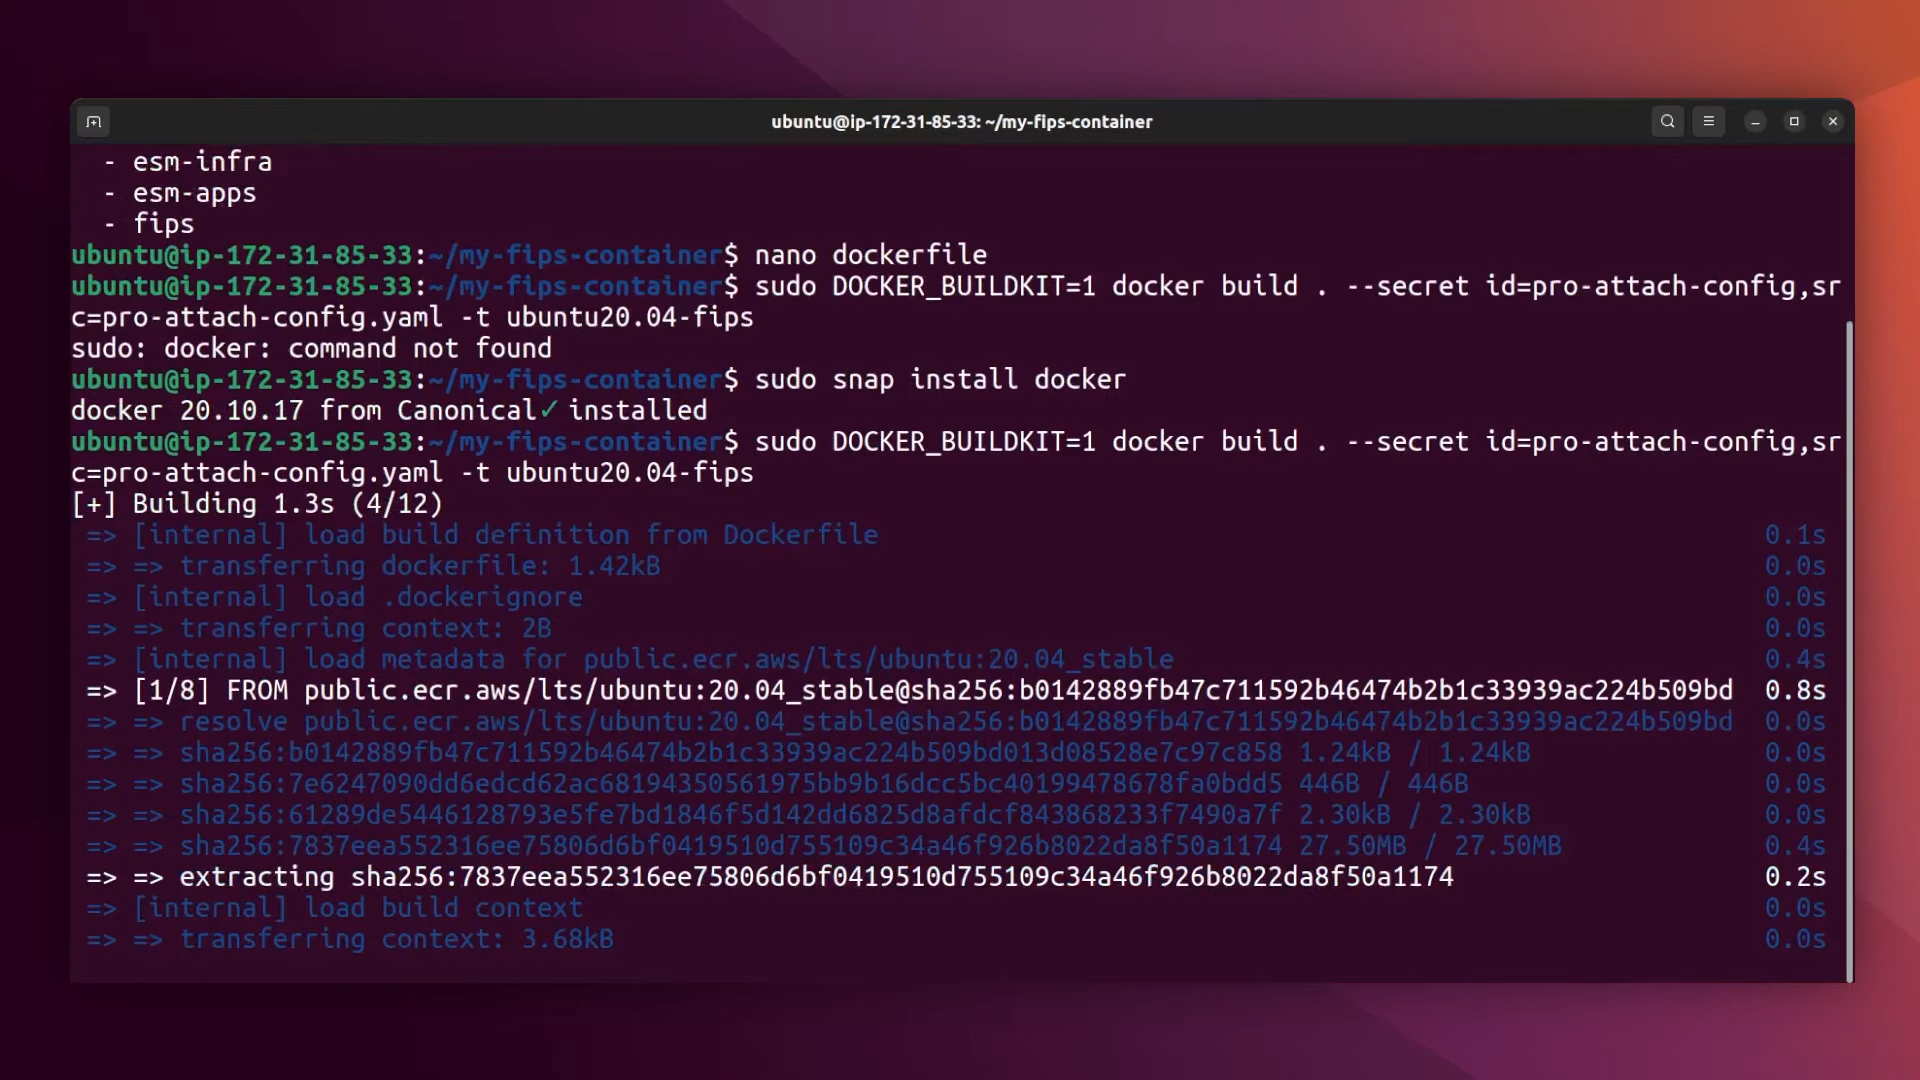 ubuntu@ip-172-31-85-33: ~/my-fips-container
- esm-infra
- esm-apps
- fips
ubuntu@ip-172-31-85-33:~/my-fips-container$ nano dockerfile
ubuntu@ip-172-31-85-33:~/my-fips-container$ sudo DOCKER_BUILDKIT=1 docker build . --secret id=pro-attach-config,sr
c=pro-attach-config.yaml -t ubuntu20.04-fips
sudo: docker: command not found
ubuntu@ip-172-31-85-33:~/my-fips-container$ sudo snap install docker
docker 20.10.17 from Canonical✓ installed
ubuntu@ip-172-31-85-33:~/my-fips-container$ sudo DOCKER_BUILDKIT=1 docker build . --secret id=pro-attach-config,sr
c=pro-attach-config.yaml -t ubuntu20.04-fips
[+] Building 1.3s (4/12)
=> [internal] load build definition from Dockerfile 0.1s
=> => transferring dockerfile: 1.42kB 0.0s
=> [internal] load .dockerignore 0.0s
=> => transferring context: 2B 0.0s
=> [internal] load metadata for public.ecr.aws/lts/ubuntu:20.04_stable 0.4s
=> [1/8] FROM public.ecr.aws/lts/ubuntu:20.04_stable@sha256:b0142889fb47c711592b46474b2b1c33939ac224b509bd 0.8s
=> => resolve public.ecr.aws/lts/ubuntu:20.04_stable@sha256:b0142889fb47c711592b46474b2b1c33939ac224b509bd 0.0s
=> => sha256:b0142889fb47c711592b46474b2b1c33939ac224b509bd013d08528e7c97c858 1.24kB / 1.24kB 0.0s
=> => sha256:7e6247090dd6edcd62ac68194350561975bb9b16dcc5bc40199478678fa0bdd5 446B / 446B 0.0s
=> => sha256:61289de5446128793e5fe7bd1846f5d142dd6825d8afdcf843868233f7490a7f 2.30kB / 2.30kB 0.0s
=> => sha256:7837eea552316ee75806d6bf0419510d755109c34a46f926b8022da8f50a1174 27.50MB / 27.50MB 0.4s
=> => extracting sha256:7837eea552316ee75806d6bf0419510d755109c34a46f926b8022da8f50a1174 0.2s
=> [internal] load build context 0.0s
=> => transferring context: 3.68kB 0.0s